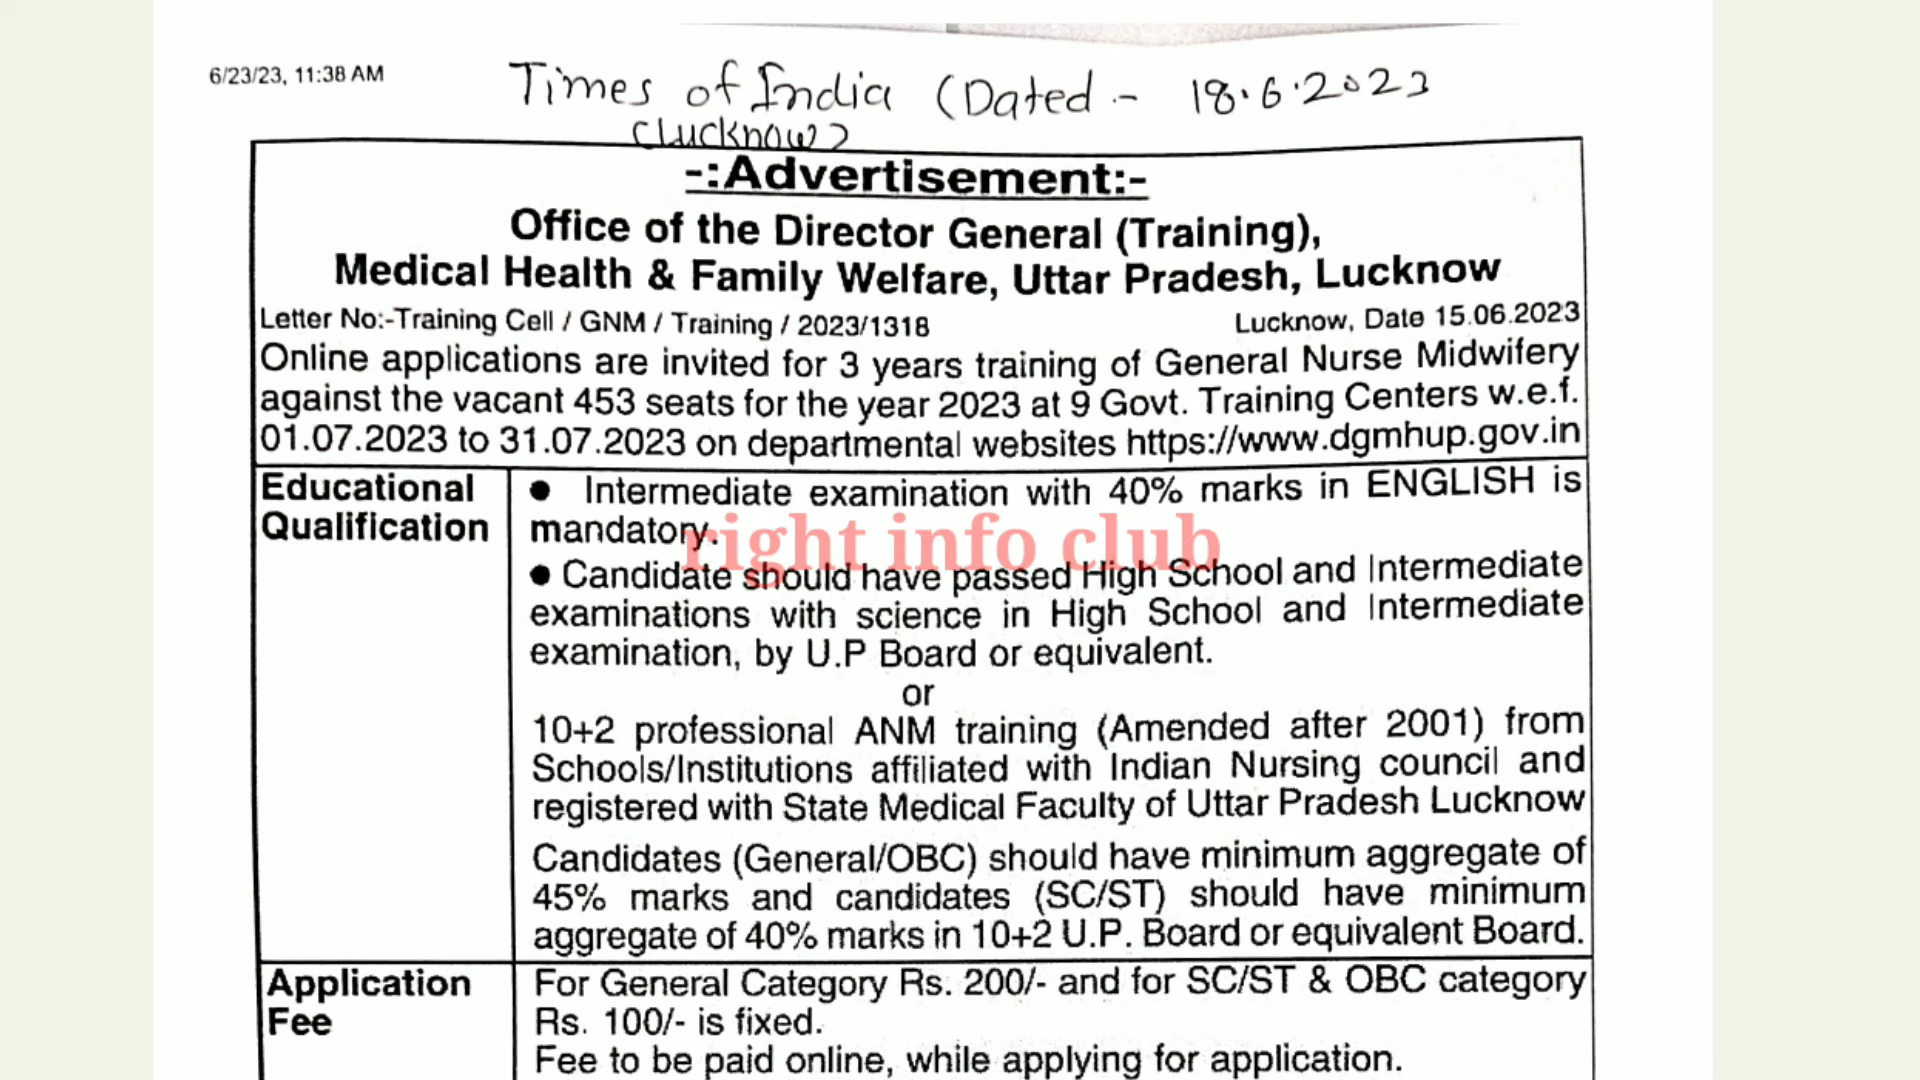 6/23/23, 11:38 AM
Times of India (Dated - 18.6.2023
(Lucknow)
-:Advertisement:-
Office of the Director General (Training),
Medical Health & Family Welfare, Uttar Pradesh, Lucknow
Letter No:-Training Cell / GNM / Training / 2023/1318 Lucknow, Date 15.06.2023
Online applications are invited for 3 years training of General Nurse Midwifery
against the vacant 453 seats for the year 2023 at 9 Govt. Training Centers w.e.f.
01.07.2023 to 31.07.2023 on departmental websites https://www.dgmhup.gov.in
Educational
Qualification
● Intermediate examination with 40% marks in ENGLISH is
mandatory.
right info club
● Candidate should have passed High School and Intermediate
examinations with science in High School and Intermediate
examination, by U.P Board or equivalent.
or
10+2 professional ANM training (Amended after 2001) from
Schools/Institutions affiliated with Indian Nursing council and
registered with State Medical Faculty of Uttar Pradesh Lucknow
Candidates (General/OBC) should have minimum aggregate of
45% marks and candidates (SC/ST) should have minimum
aggregate of 40% marks in 10+2 U.P. Board or equivalent Board.
Application
Fee
For General Category Rs. 200/- and for SC/ST & OBC category
Rs. 100/- is fixed.
Fee to be paid online, while applying for application.